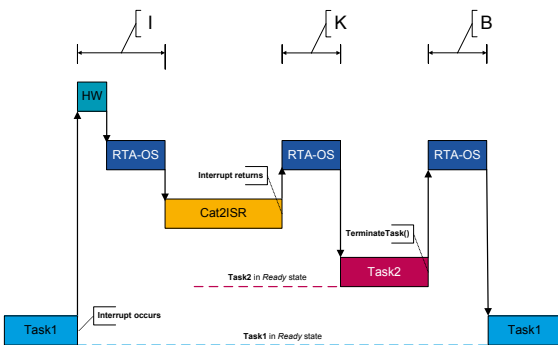 I
K
B
HW
RTA-OS
RTA-OS
RTA-OS
Interrupt returns
Cat2ISR
TerminateTask()
Task2 in Ready state
Task2
Interrupt occurs
Task1
Task1 in Ready state
Task1